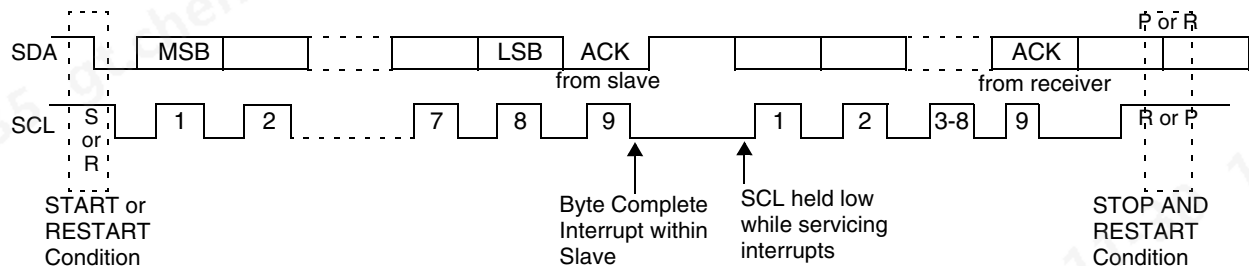 P or R
SDA
MSB
LSB
ACK
ACK
from slave
from receiver
SCL
S
or
R
1
2
7
8
9
1
2
3-8
9
R or P
START or
RESTART
Condition
Byte Complete
Interrupt within
Slave
SCL held low
while servicing
interrupts
STOP AND
RESTART
Condition